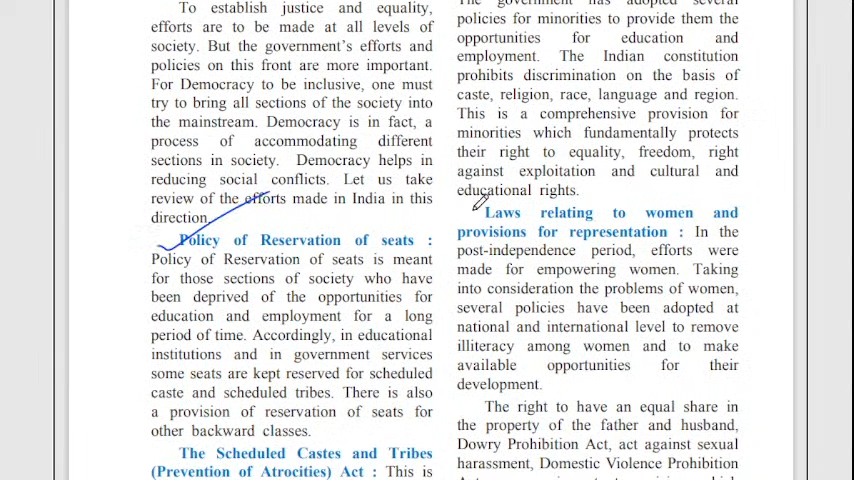 To establish justice and equality,
efforts are to be made at all levels of
society. But the government's efforts and
policies on this front are more important.
For Democracy to be inclusive, one must
try to bring all sections of the society into
the mainstream. Democracy is in fact, a
process of accommodating different
sections in society. Democracy helps in
reducing social conflicts. Let us take
review of the efforts made in India in this
direction.
Policy of Reservation of seats :
Policy of Reservation of seats is meant
for those sections of society who have
been deprived of the opportunities for
education and employment for a long
period of time. Accordingly, in educational
institutions and in government services
some seats are kept reserved for scheduled
caste and scheduled tribes. There is also
a provision of reservation of seats for
other backward classes.
The Scheduled Castes and Tribes
(Prevention of Atrocities) Act : This is
The government has adopted several
policies for minorities to provide them the
opportunities for education and
employment. The Indian constitution
prohibits discrimination on the basis of
caste, religion, race, language and region.
This is a comprehensive provision for
minorities which fundamentally protects
their right to equality, freedom, right
against exploitation and cultural and
educational rights.
Laws relating to women and
provisions for representation : In the
post-independence period, efforts were
made for empowering women. Taking
into consideration the problems of women,
several policies have been adopted at
national and international level to remove
illiteracy among women and to make
available opportunities for their
development.
The right to have an equal share in
the property of the father and husband,
Dowry Prohibition Act, act against sexual
harassment, Domestic Violence Prohibition